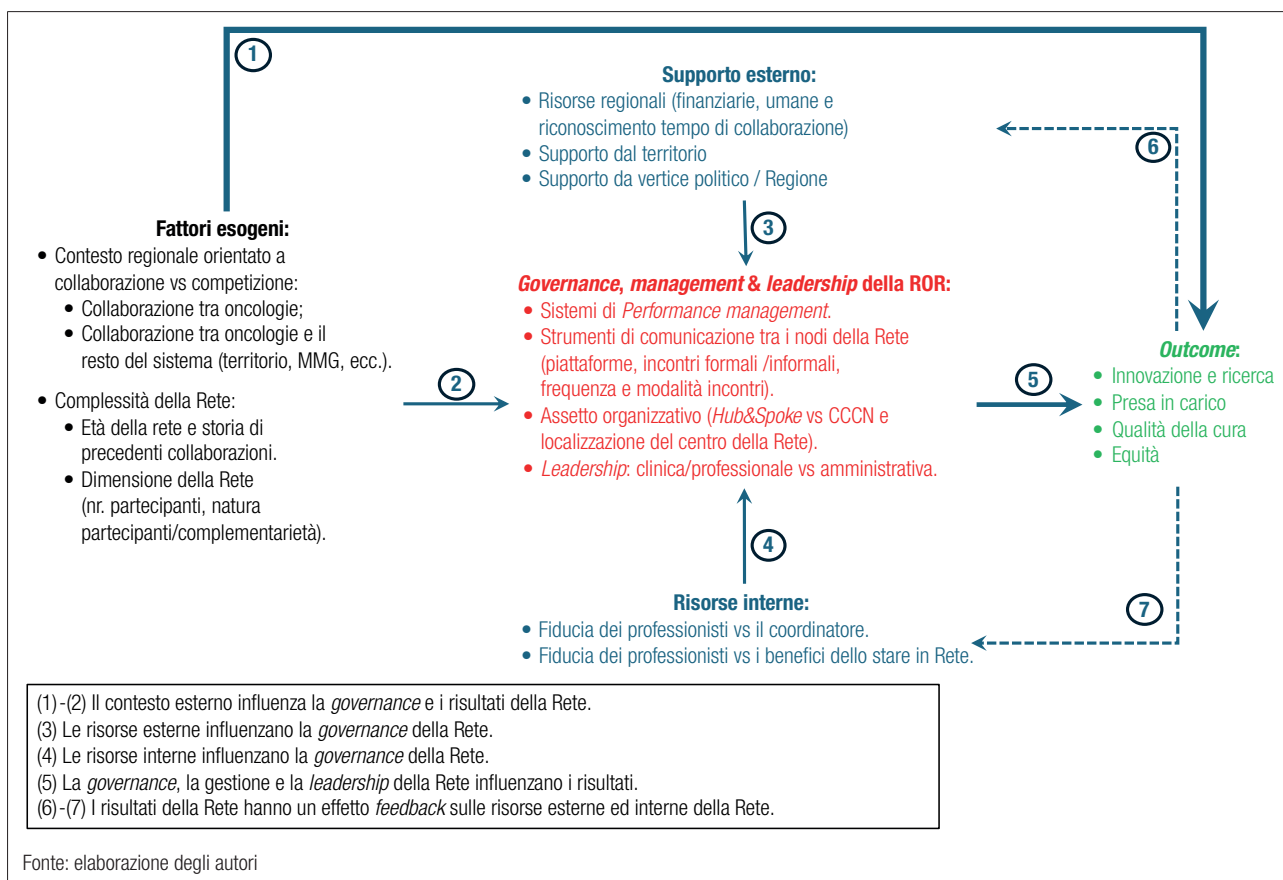 1
Supporto esterno:
• Risorse regionali (finanziarie, umane e
riconoscimento tempo di collaborazione)
• Supporto dal territorio
• Supporto da vertice politico / Regione
6
3
Fattori esogeni:
• Contesto regionale orientato a
collaborazione vs competizione:
• Collaborazione tra oncologie;
• Collaborazione tra oncologie e il
resto del sistema (territorio, MMG, ecc.).
• Complessità della Rete:
• Età della rete e storia di
precedenti collaborazioni.
• Dimensione della Rete
(nr. partecipanti, natura
partecipanti/complementarietà).
2
Governance, management & leadership della ROR:
• Sistemi di Performance management.
• Strumenti di comunicazione tra i nodi della Rete
(piattaforme, incontri formali /informali,
frequenza e modalità incontri).
• Assetto organizzativo (Hub&Spoke vs CCCN e
localizzazione del centro della Rete).
• Leadership: clinica/professionale vs amministrativa.
5
Outcome:
• Innovazione e ricerca
• Presa in carico
• Qualità della cura
• Equità
4
Risorse interne:
• Fiducia dei professionisti vs il coordinatore.
• Fiducia dei professionisti vs i benefici dello stare in Rete.
7
(1)-(2) Il contesto esterno influenza la governance e i risultati della Rete.
(3) Le risorse esterne influenzano la governance della Rete.
(4) Le risorse interne influenzano la governance della Rete.
(5) La governance, la gestione e la leadership della Rete influenzano i risultati.
(6)-(7) I risultati della Rete hanno un effetto feedback sulle risorse esterne ed interne della Rete.
Fonte: elaborazione degli autori